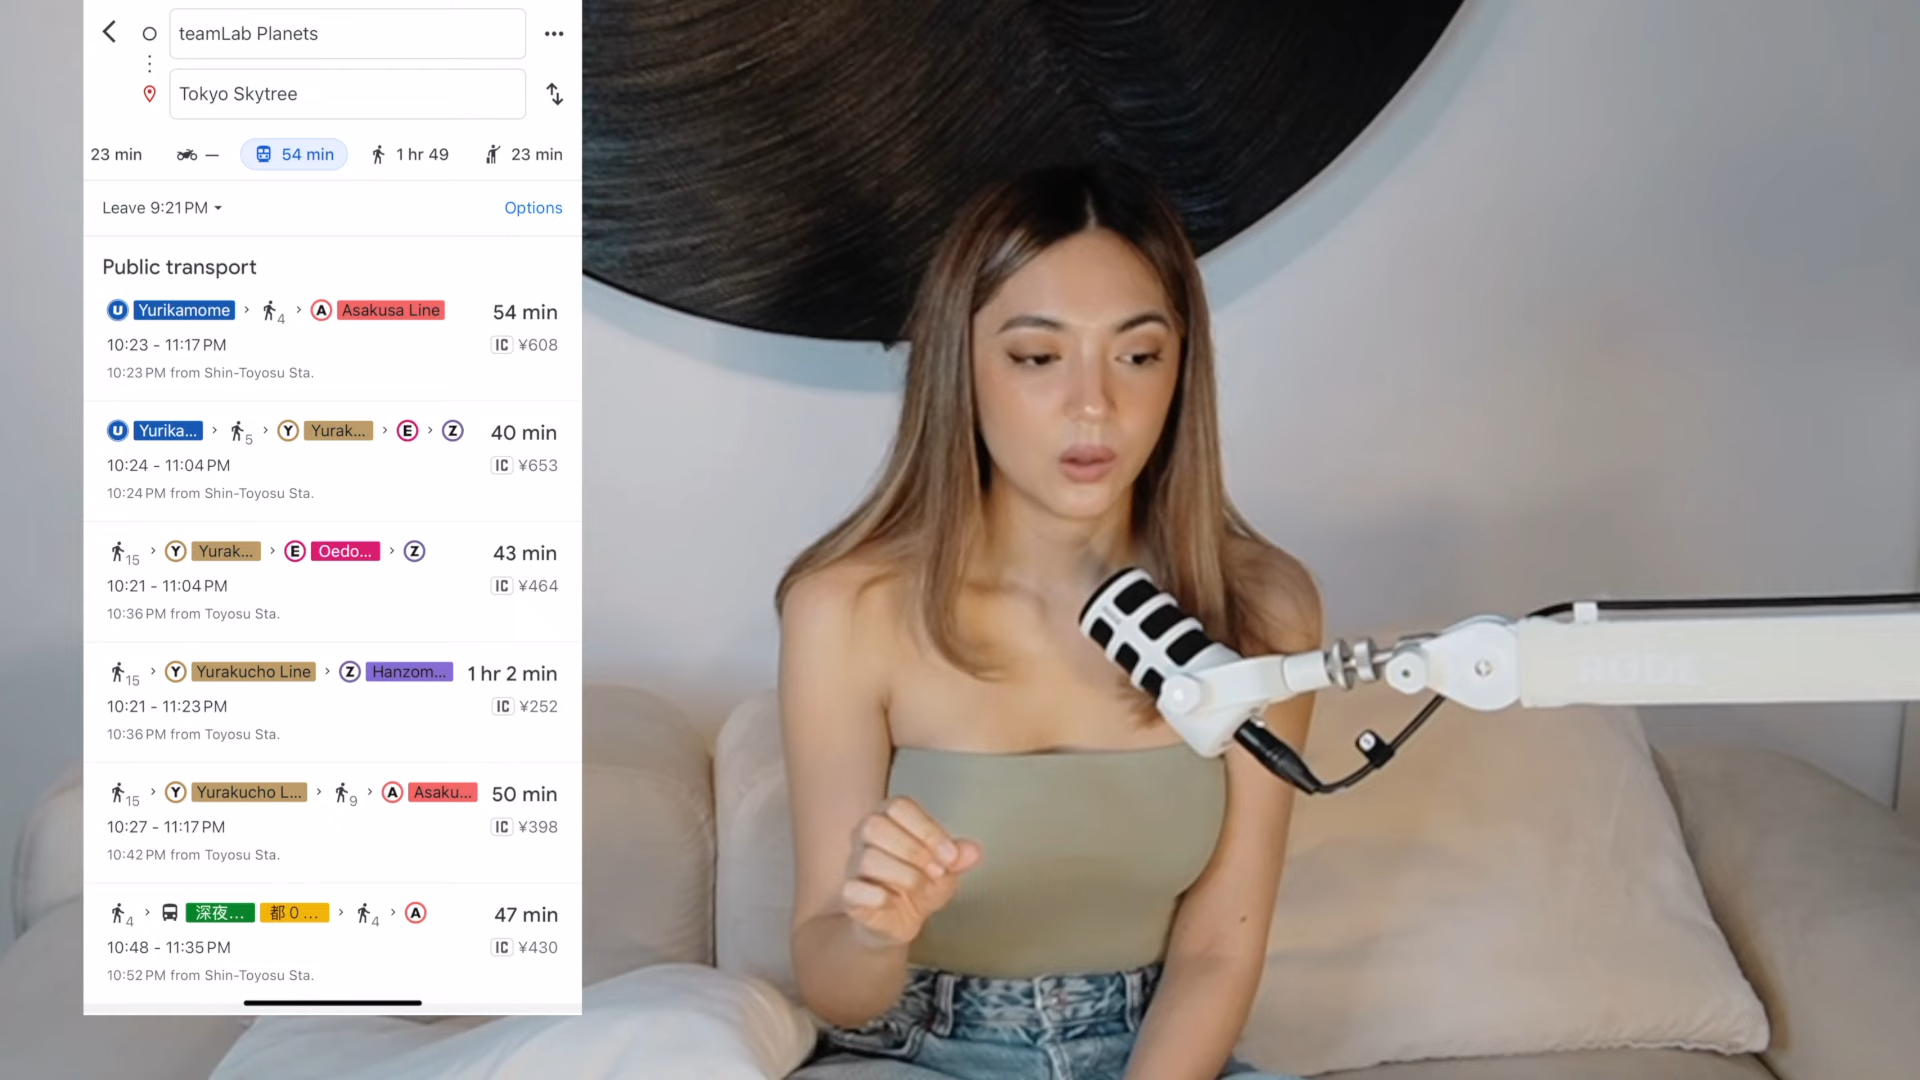 teamLab Planets
Tokyo Skytree
23 min — 54 min 1 hr 49 23 min
Leave 9:21 PM Options
Public transport
U Yurikamome 4 A Asakusa Line 54 min
10:23 - 11:17 PM IC ¥608
10:23 PM from Shin-Toyosu Sta.
U Yurika... 5 Y Yurak... E Z 40 min
10:24 - 11:04 PM IC ¥653
10:24 PM from Shin-Toyosu Sta.
15 Y Yurak... E Oedo... Z 43 min
10:21 - 11:04 PM IC ¥464
10:36 PM from Toyosu Sta.
15 Y Yurakucho Line Z Hanzom... 1 hr 2 min
10:21 - 11:23 PM IC ¥252
10:36 PM from Toyosu Sta.
15 Y Yurakucho L... 9 A Asaku... 50 min
10:27 - 11:17 PM IC ¥398
10:42 PM from Toyosu Sta.
4 深夜... 都０... 4 A 47 min
10:48 - 11:35 PM IC ¥430
10:52 PM from Shin-Toyosu Sta.
RØDE